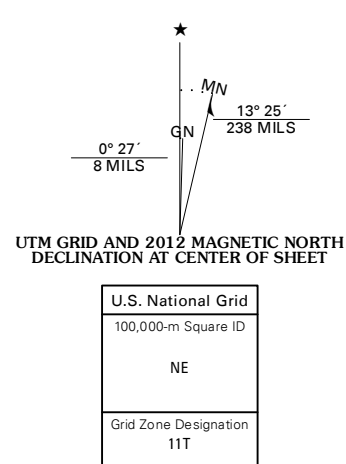 ★
MN
GN
13° 25´
238 MILS
0° 27´
8 MILS
UTM GRID AND 2012 MAGNETIC NORTH
DECLINATION AT CENTER OF SHEET
U.S. National Grid
100,000-m Square ID
NE
Grid Zone Designation
11T